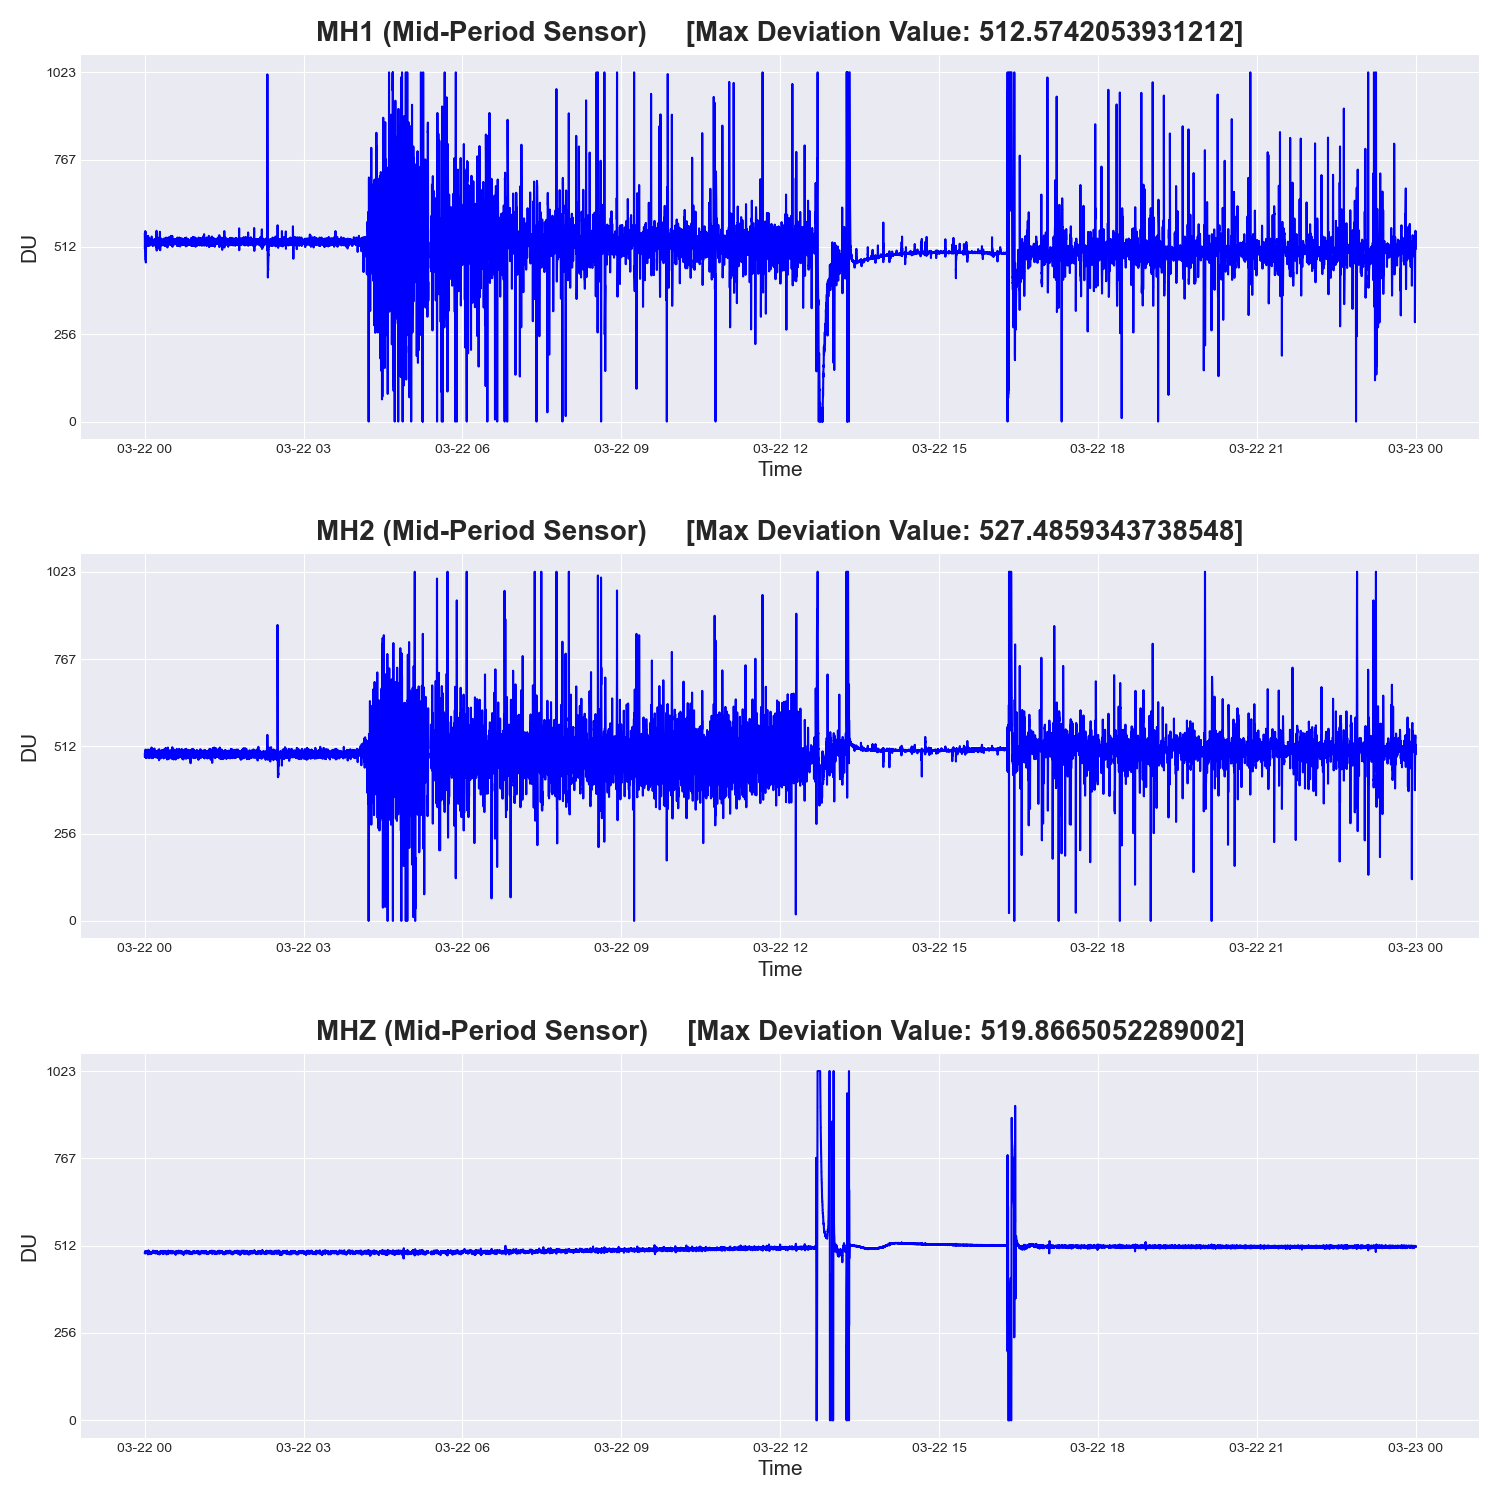 MH1 (Mid-Period Sensor) [Max Deviation Value: 512.5742053931212]
DU
1023
767
512
256
0
03-22 00 03-22 03 03-22 06 03-22 09 03-22 12 03-22 15 03-22 18 03-22 21 03-23 00
Time
MH2 (Mid-Period Sensor) [Max Deviation Value: 527.4859343738548]
DU
1023
767
512
256
0
03-22 00 03-22 03 03-22 06 03-22 09 03-22 12 03-22 15 03-22 18 03-22 21 03-23 00
Time
MHZ (Mid-Period Sensor) [Max Deviation Value: 519.8665052289002]
DU
1023
767
512
256
0
03-22 00 03-22 03 03-22 06 03-22 09 03-22 12 03-22 15 03-22 18 03-22 21 03-23 00
Time